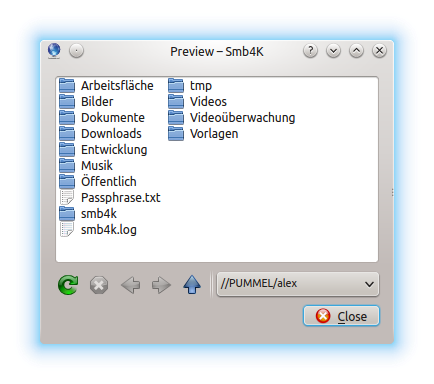 Preview – Smb4K
Arbeitsfläche
Bilder
Dokumente
Downloads
Entwicklung
Musik
Öffentlich
Passphrase.txt
smb4k
smb4k.log
tmp
Videos
Videoüberwachung
Vorlagen
//PUMMEL/alex
Close